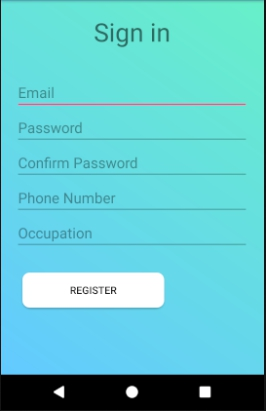 Sign in
Email
Password
Confirm Password
Phone Number
Occupation
REGISTER